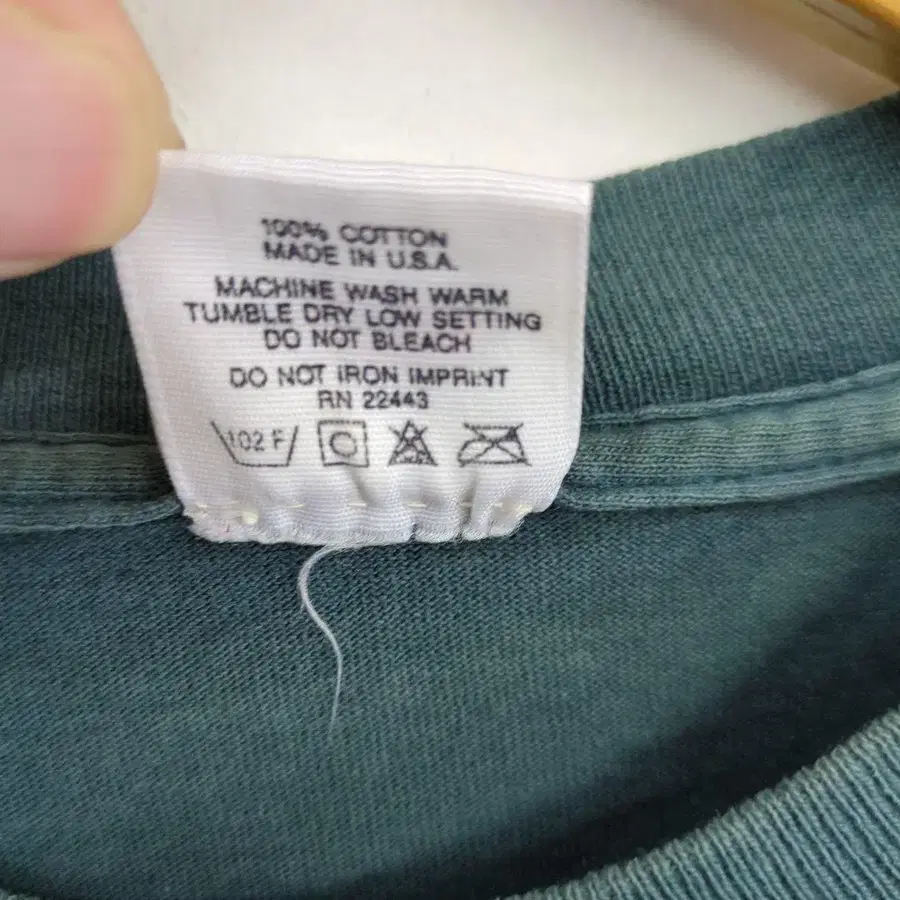 100% COTTON
MADE IN U.S.A.
MACHINE WASH WARM
TUMBLE DRY LOW SETTING
DO NOT BLEACH
DO NOT IRON IMPRINT
RN 22443
102 F